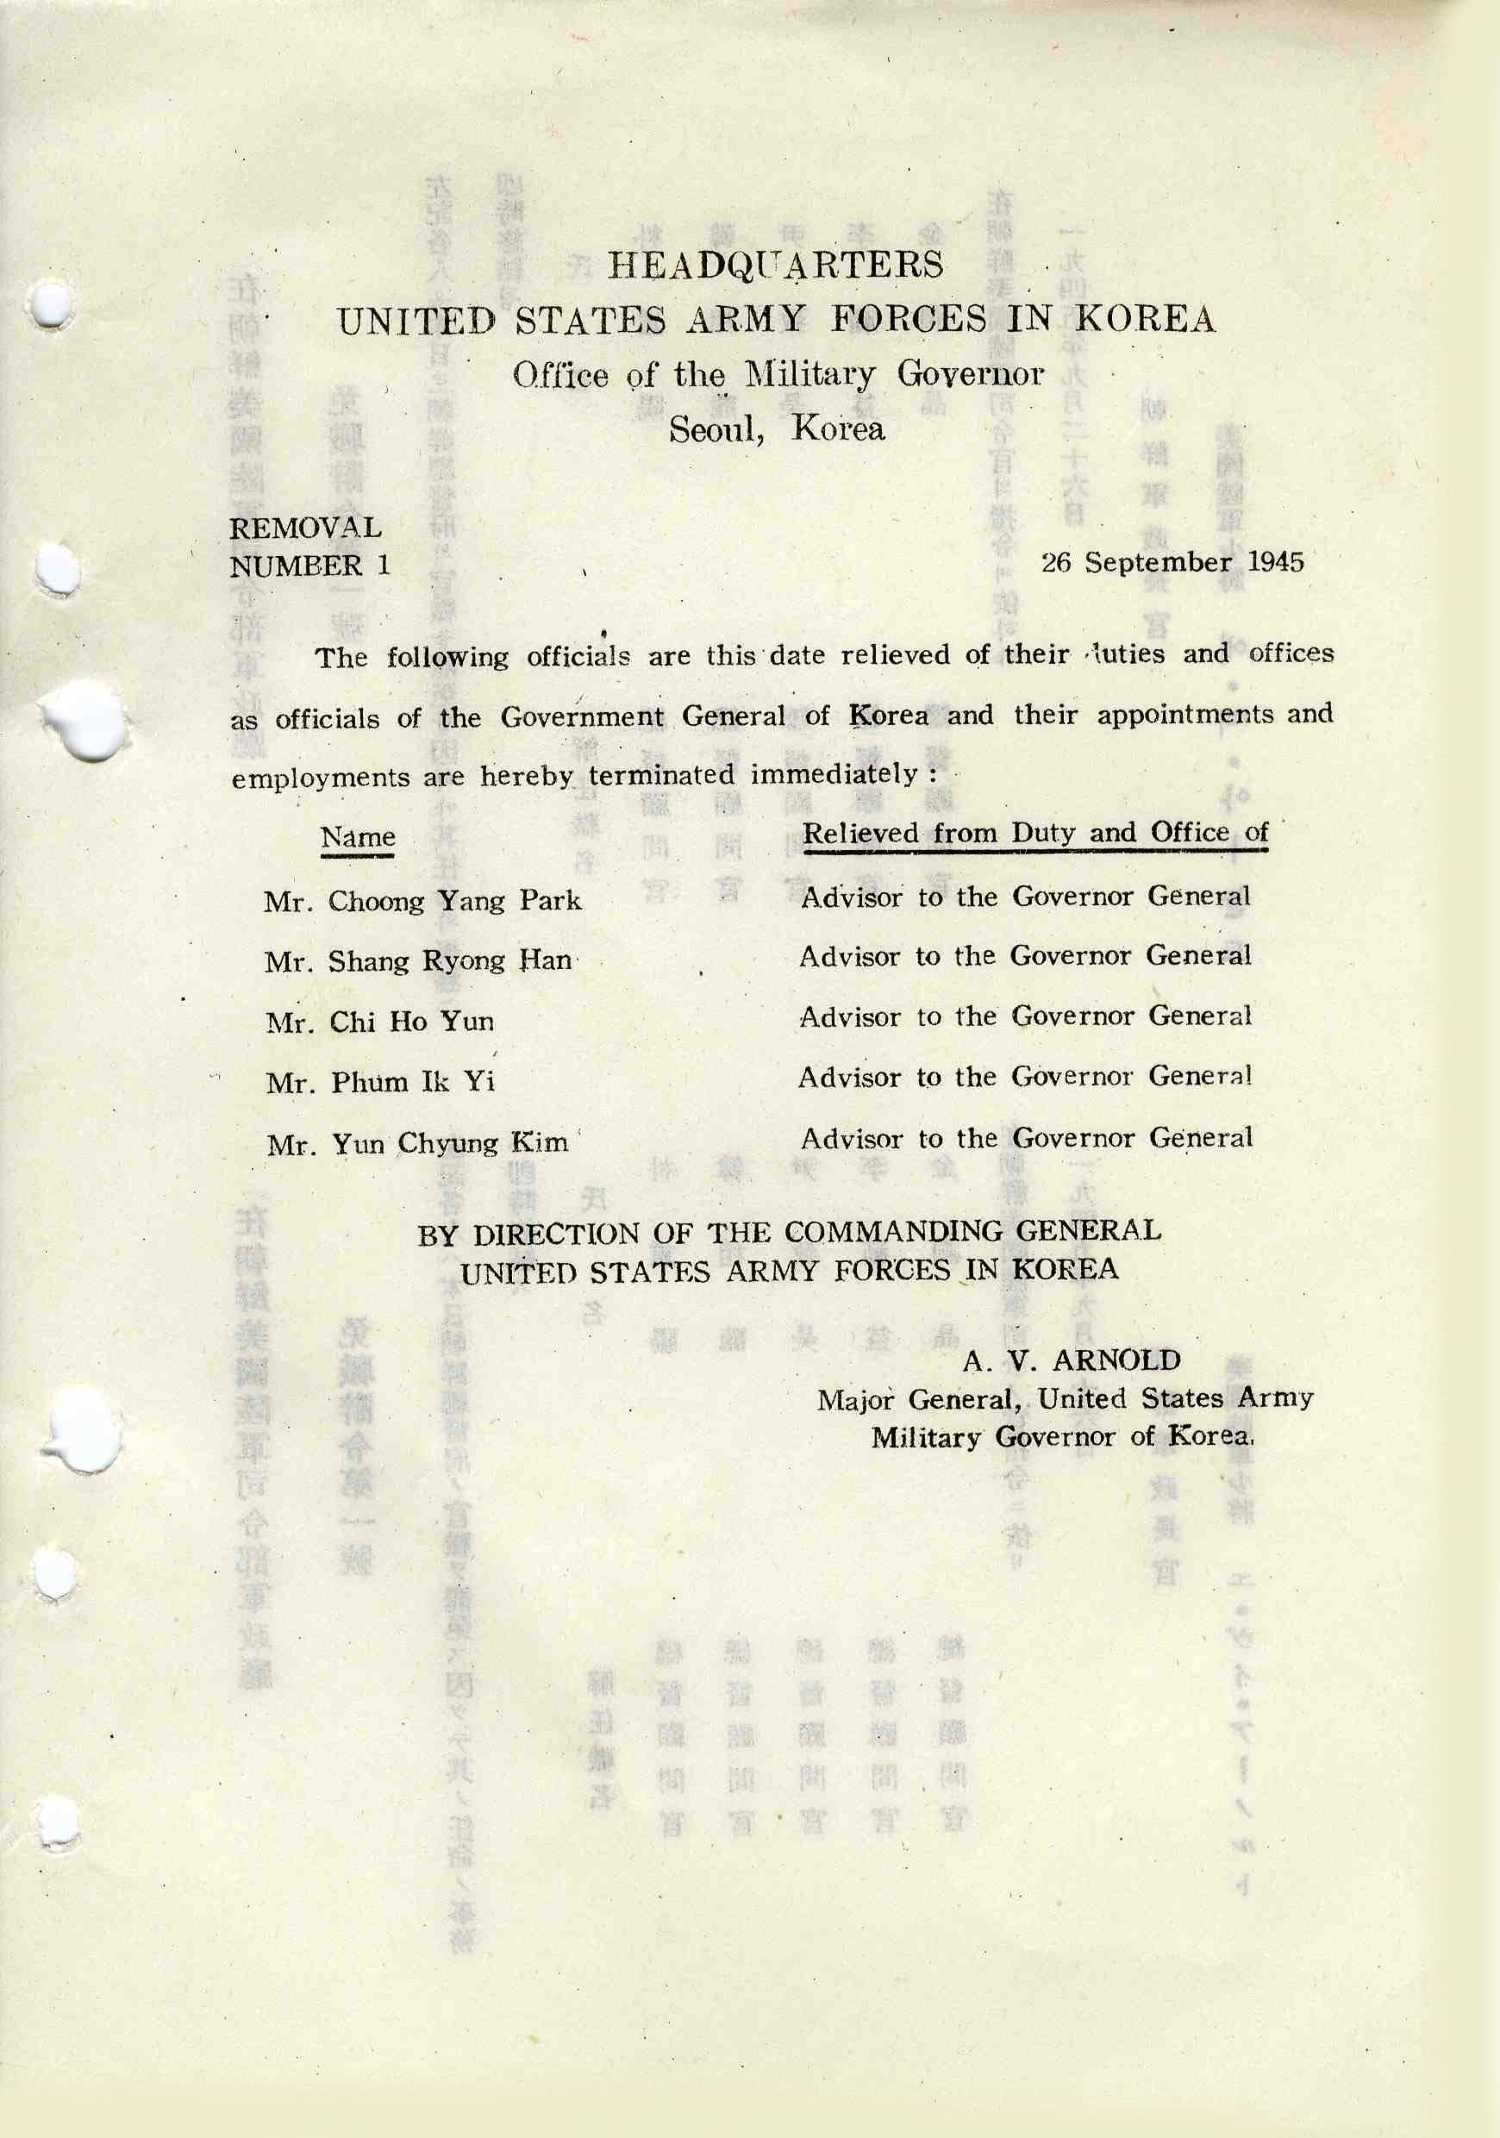 HEADQUARTERS
UNITED STATES ARMY FORCES IN KOREA
Office of the Military Governor
Seoul, Korea
REMOVAL
NUMBER 1
26 September 1945
The following officials are this date relieved of their duties and offices
as officials of the Government General of Korea and their appointments and
employments are hereby terminated immediately :
Name Relieved from Duty and Office of
Mr. Choong Yang Park Advisor to the Governor General
Mr. Shang Ryong Han Advisor to the Governor General
Mr. Chi Ho Yun Advisor to the Governor General
Mr. Phum Ik Yi Advisor to the Governor General
Mr. Yun Chyung Kim Advisor to the Governor General
BY DIRECTION OF THE COMMANDING GENERAL
UNITED STATES ARMY FORCES IN KOREA
A. V. ARNOLD
Major General, United States Army
Military Governor of Korea.